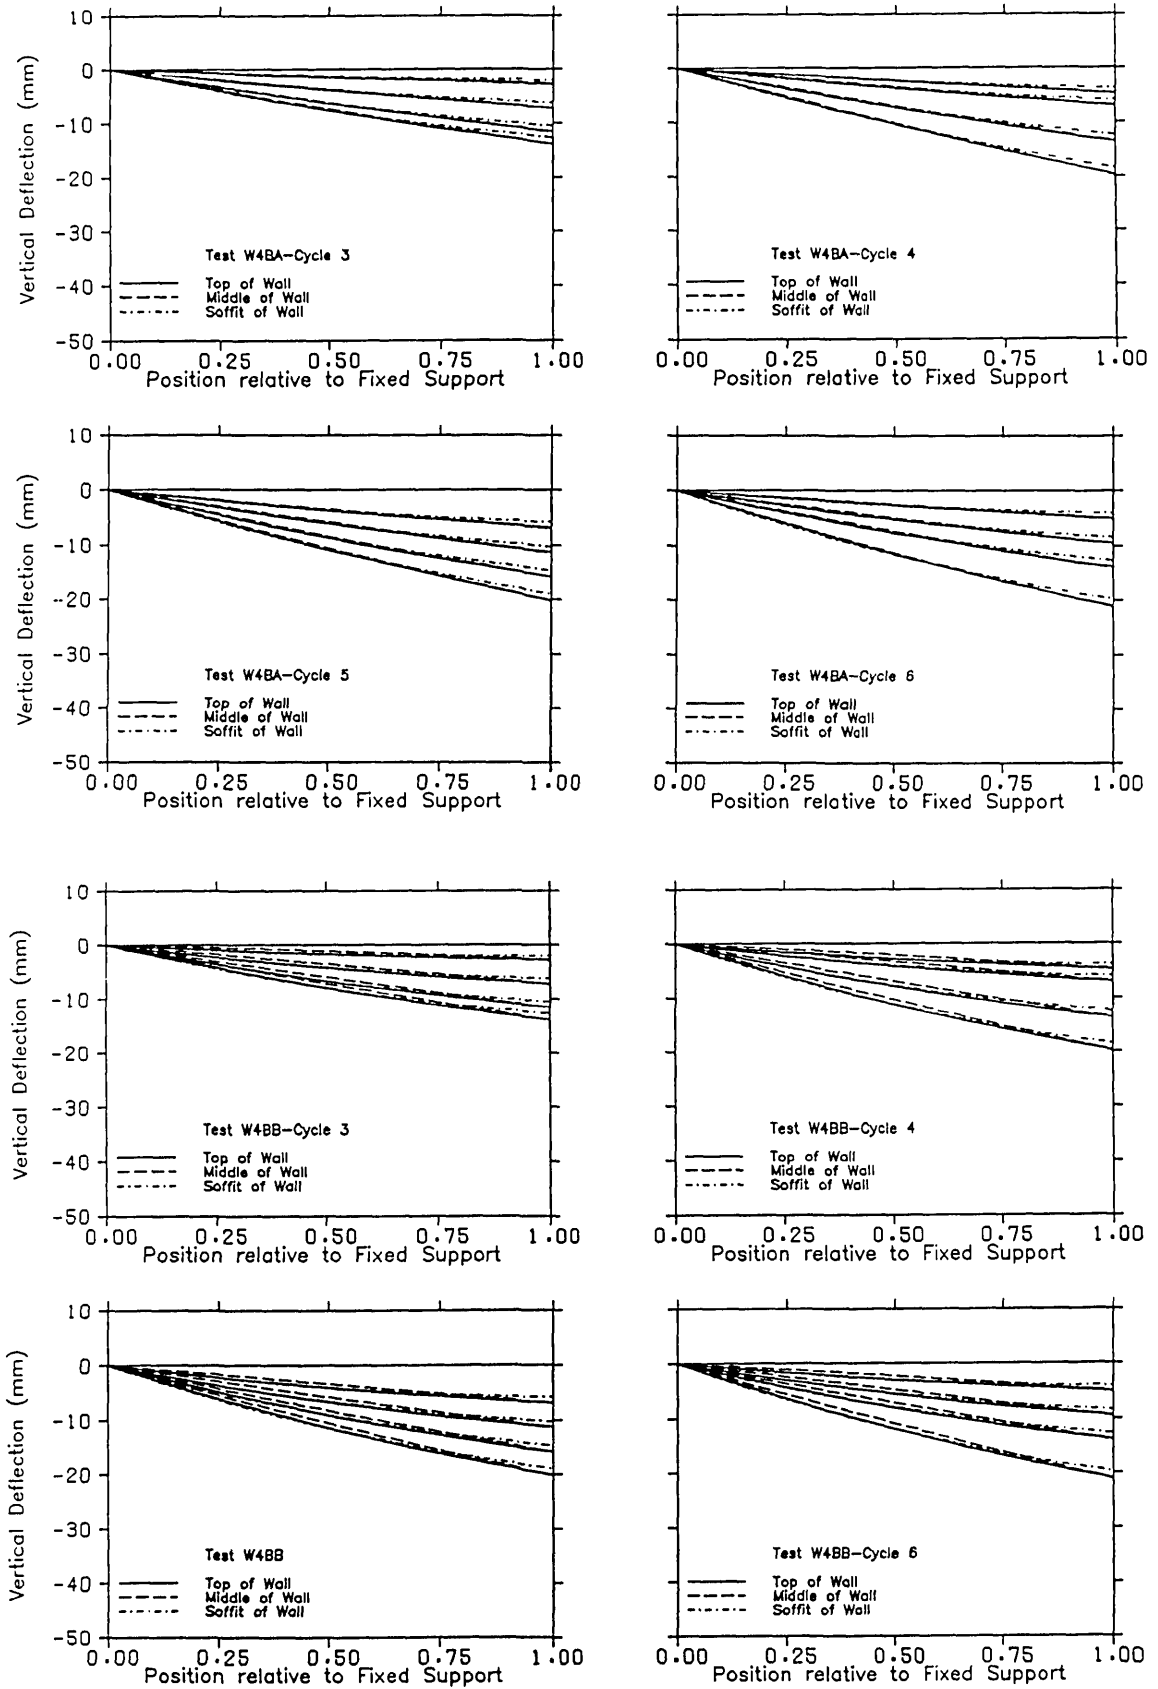 10
0
-10
-20
-30
-40
-50
Vertical Deflection (mm)
Test W4BA-Cycle 3
Top of Wall
Middle of Wall
Soffit of Wall
0.00 0.25 0.50 0.75 1.00
Position relative to Fixed Support
Test W4BA-Cycle 4
Top of Wall
Middle of Wall
Soffit of Wall
0.00 0.25 0.50 0.75 1.00
Position relative to Fixed Support
10
0
-10
-20
-30
-40
-50
Vertical Deflection (mm)
Test W4BA-Cycle 5
Top of Wall
Middle of Wall
Soffit of Wall
0.00 0.25 0.50 0.75 1.00
Position relative to Fixed Support
Test W4BA-Cycle 6
Top of Wall
Middle of Wall
Soffit of Wall
0.00 0.25 0.50 0.75 1.00
Position relative to Fixed Support
10
0
-10
-20
-30
-40
-50
Vertical Deflection (mm)
Test W4BB-Cycle 3
Top of Wall
Middle of Wall
Soffit of Wall
0.00 0.25 0.50 0.75 1.00
Position relative to Fixed Support
Test W4BB-Cycle 4
Top of Wall
Middle of Wall
Soffit of Wall
0.00 0.25 0.50 0.75 1.00
Position relative to Fixed Support
10
0
-10
-20
-30
-40
-50
Vertical Deflection (mm)
Test W4BB
Top of Wall
Middle of Wall
Soffit of Wall
0.00 0.25 0.50 0.75 1.00
Position relative to Fixed Support
Test W4BB-Cycle 6
Top of Wall
Middle of Wall
Soffit of Wall
0.00 0.25 0.50 0.75 1.00
Position relative to Fixed Support